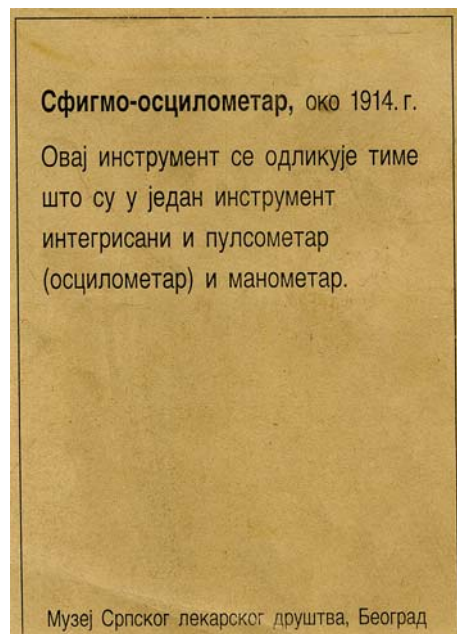 Сфигмо-осцилометар, око 1914. г.
Овај инструмент се одликује тиме
што су у један инструмент
интегрисани и пулсометар
(осцилометар) и манометар.
Музеј Српског лекарског друштва, Београд